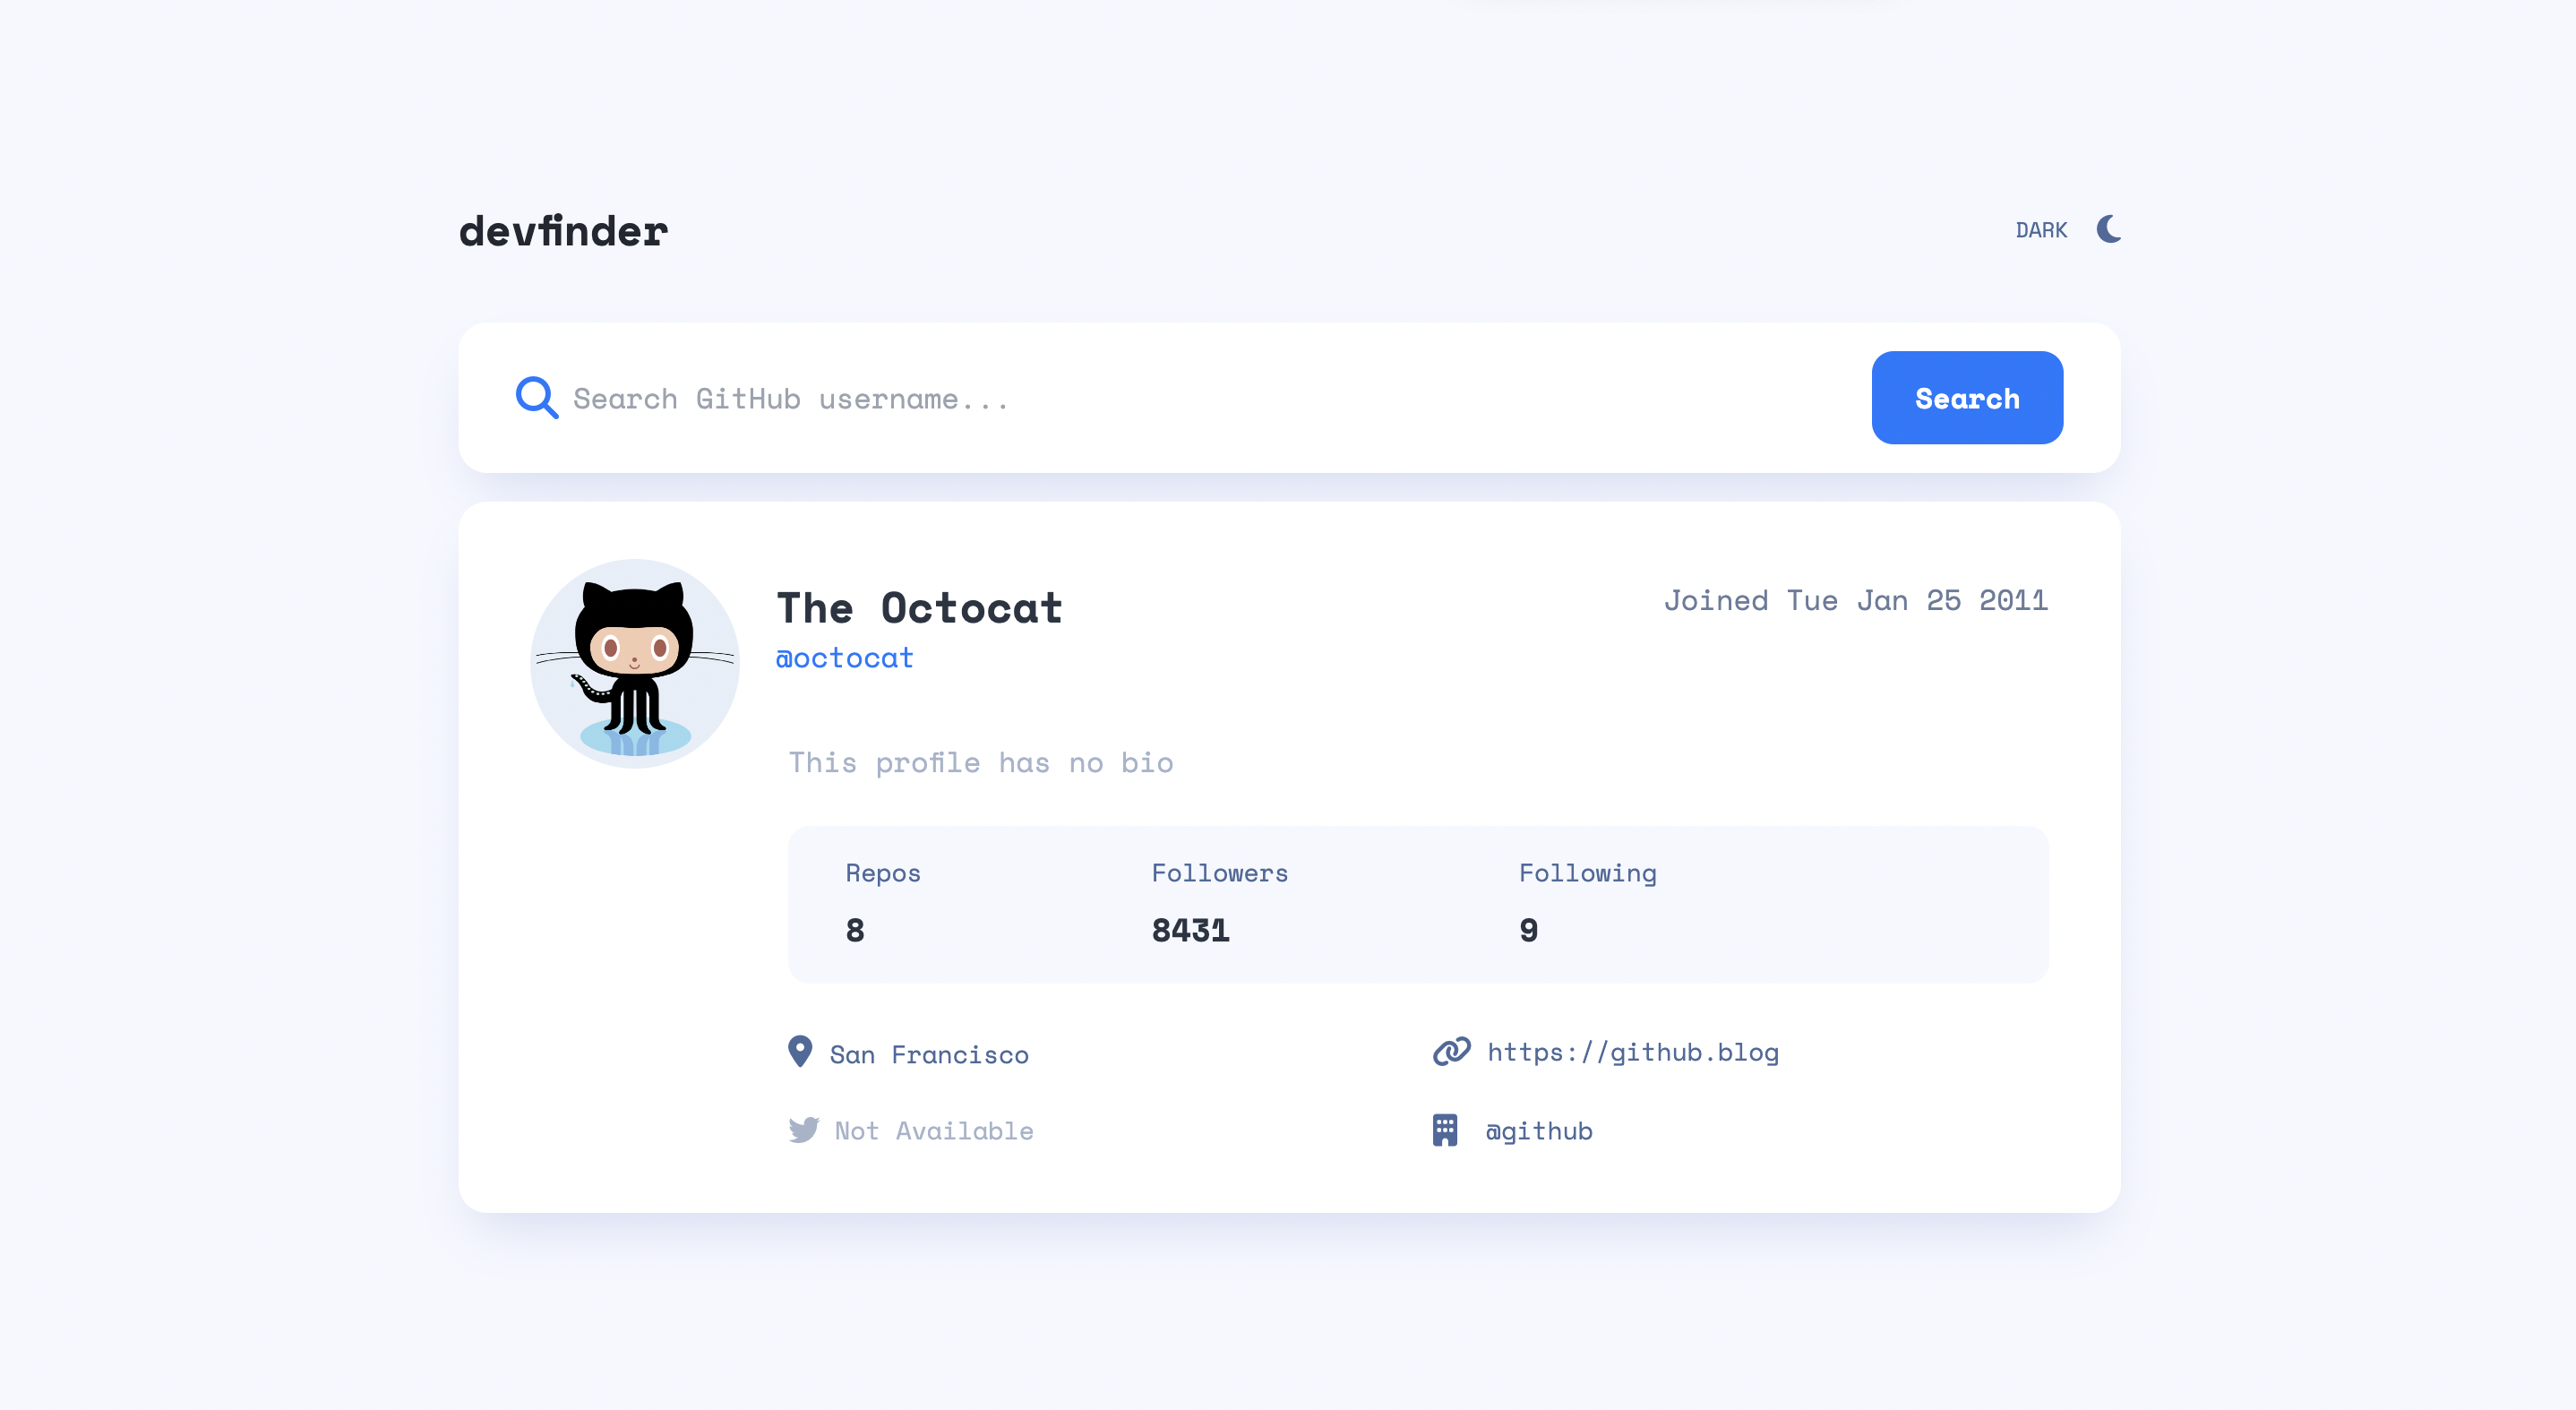 devfinder
DARK
Search GitHub username...
Search
The Octocat
Joined Tue Jan 25 2011
@octocat
This profile has no bio
Repos
Followers
Following
8
8431
9
San Francisco
https://github.blog
Not Available
@github